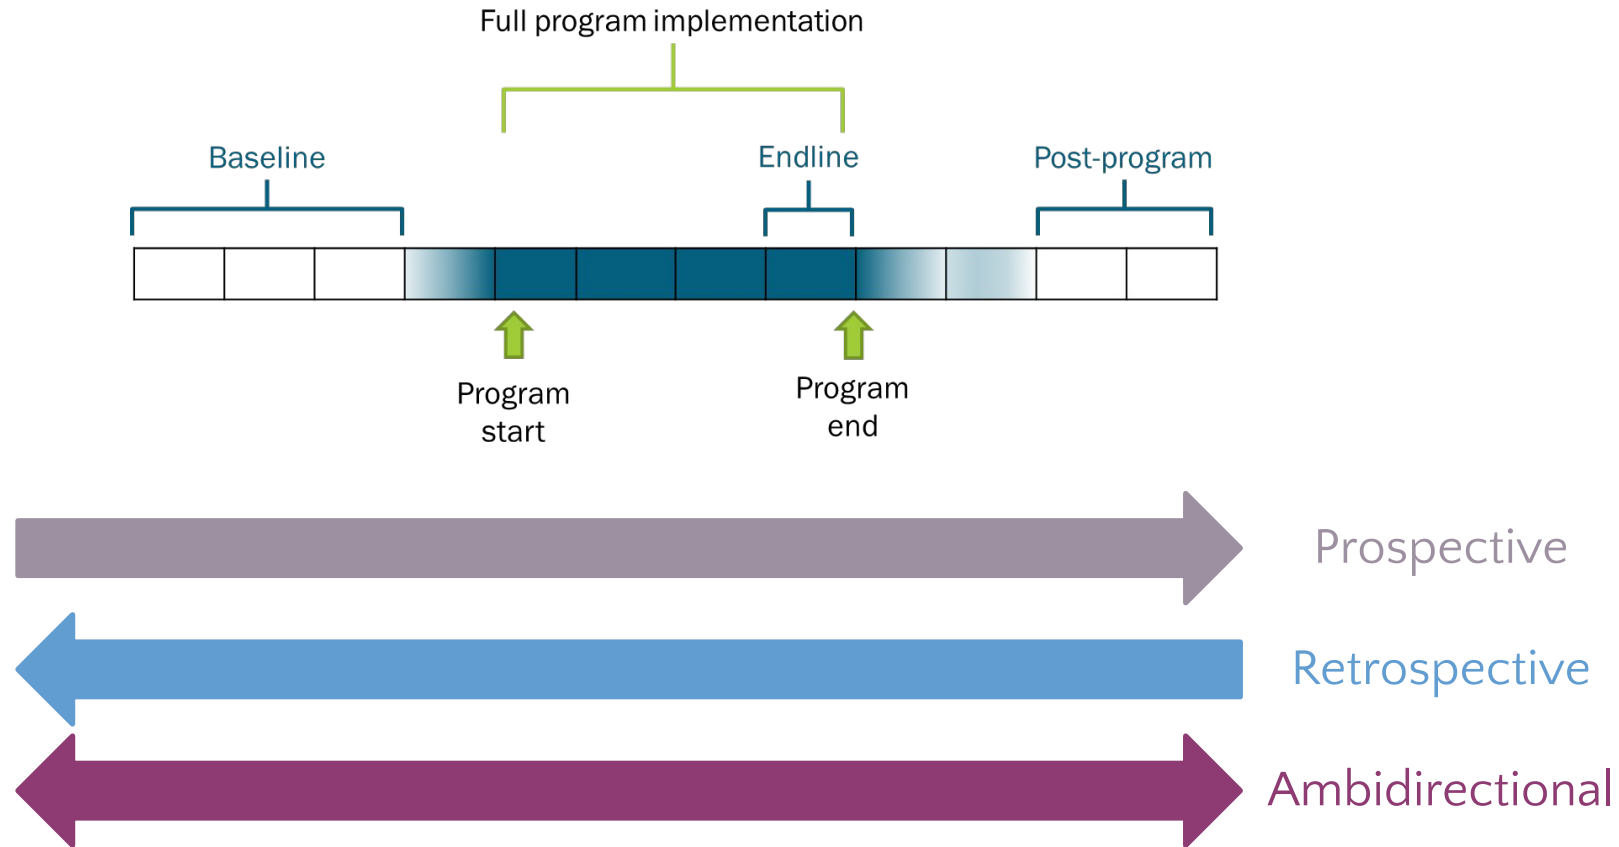 Full program implementation
Baseline
Endline
Post-program
Program
start
Program
end
Prospective
Retrospective
Ambidirectional